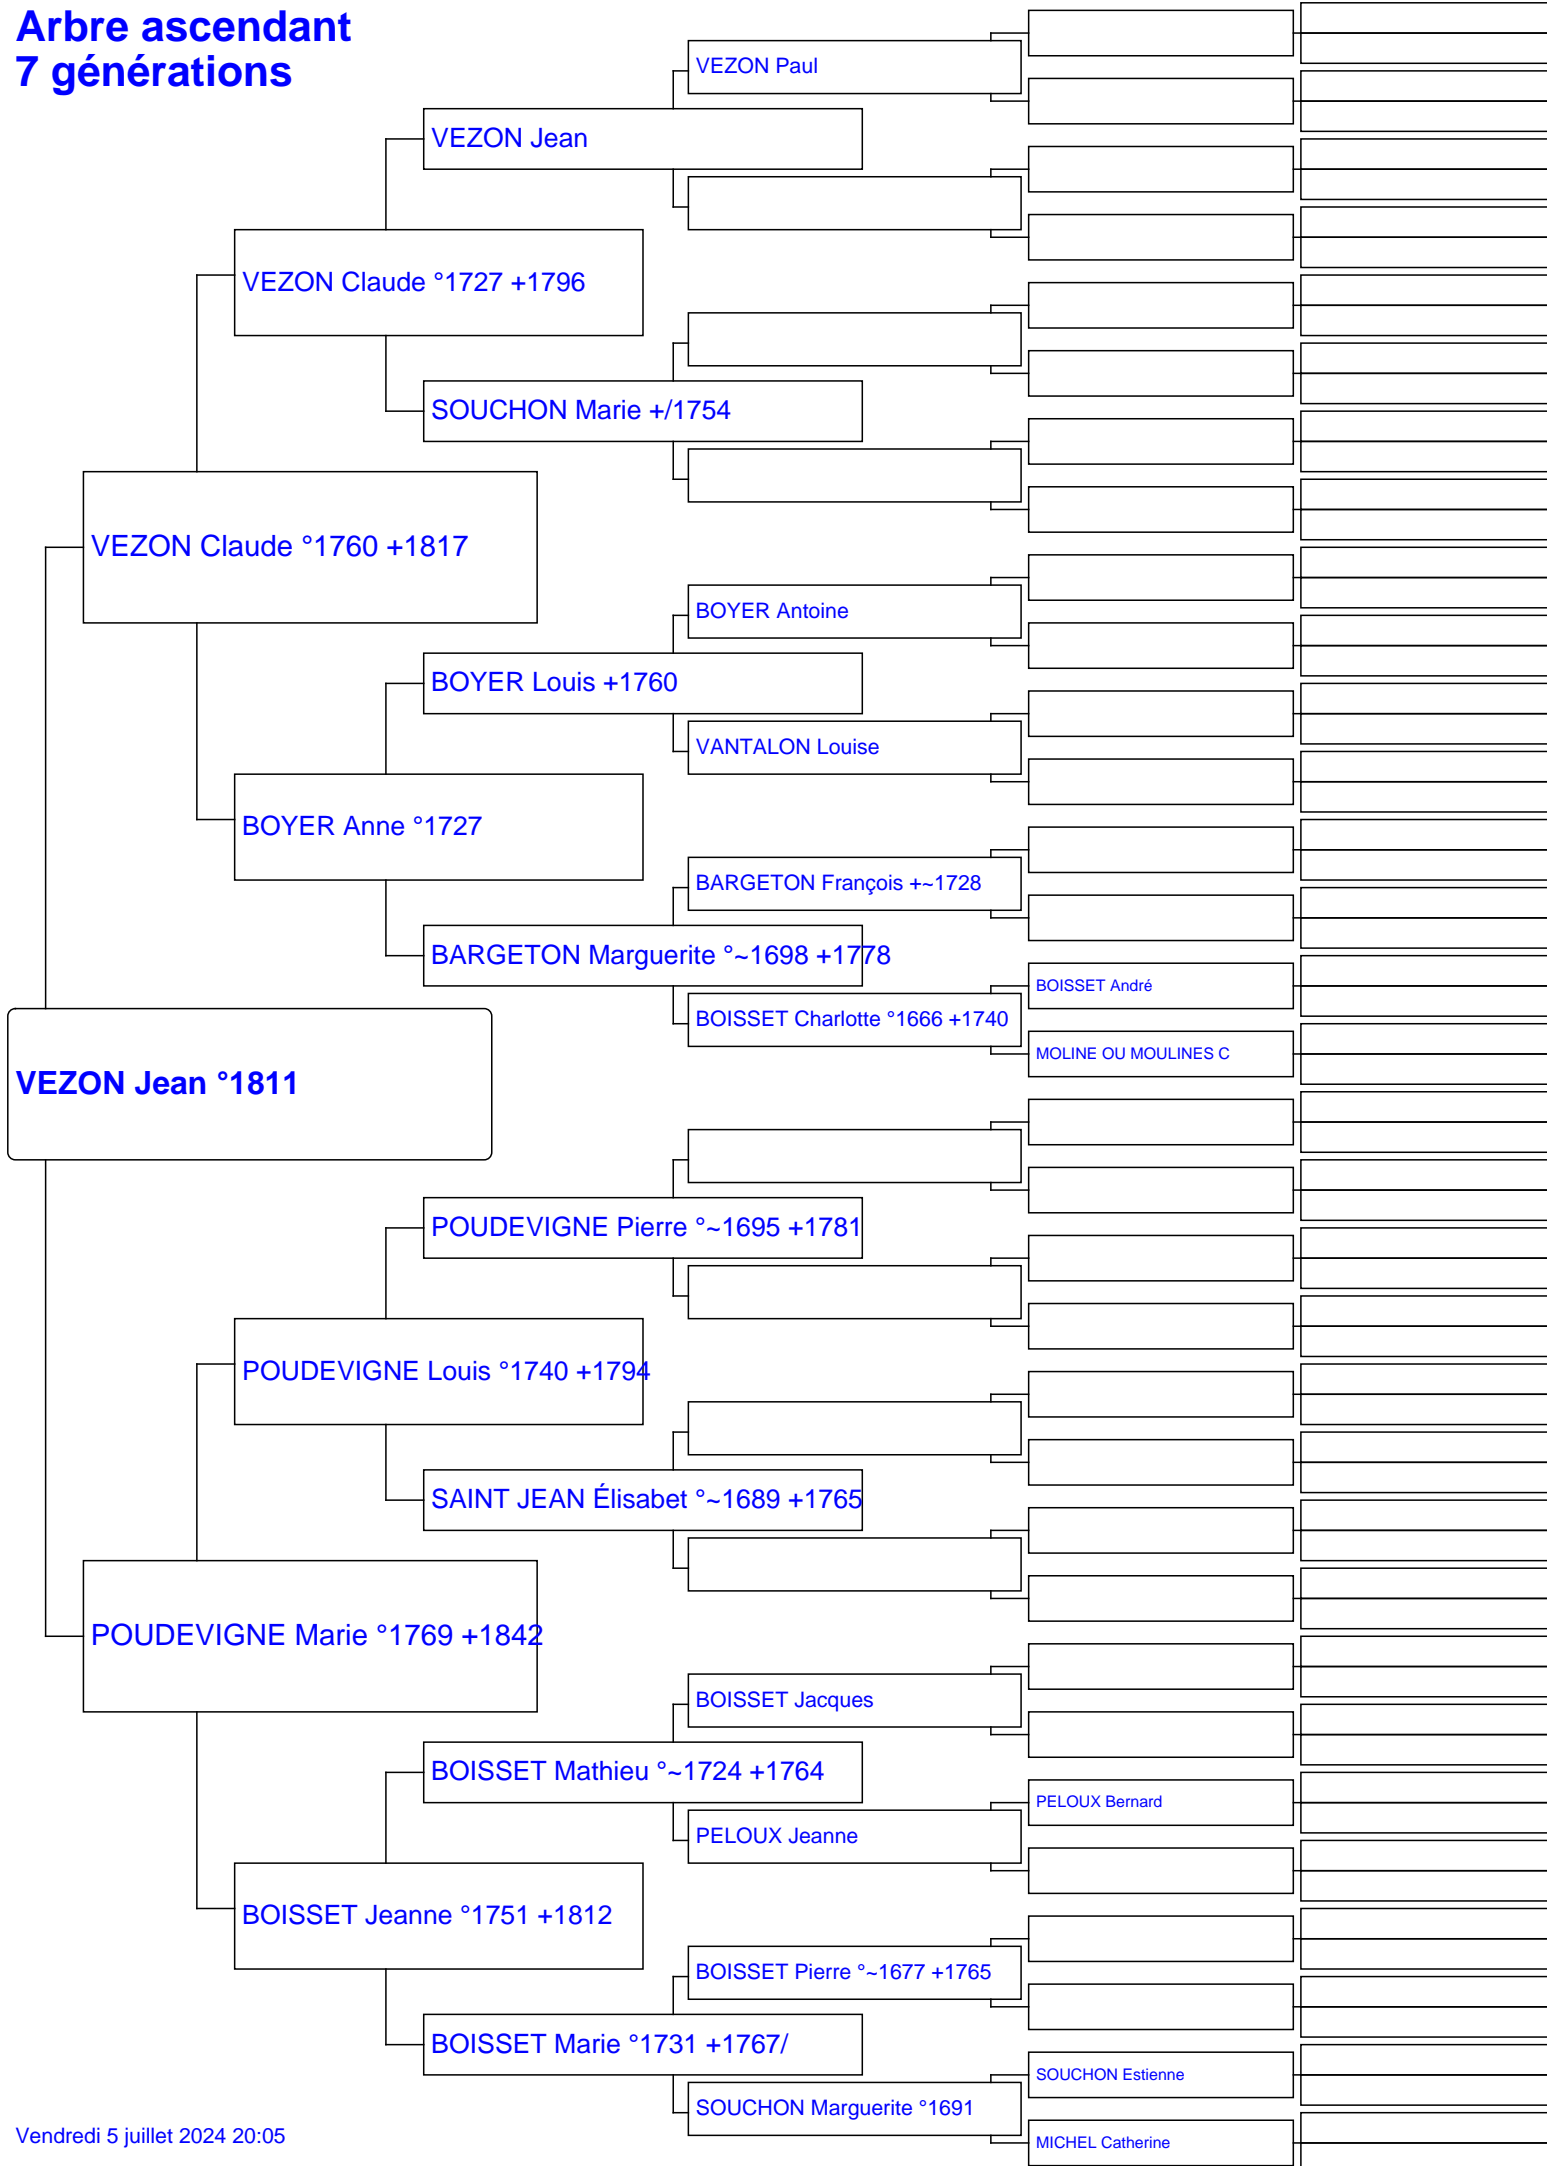 Arbre ascendant
7 générations
VEZON Paul
VEZON Jean
VEZON Claude °1727 +1796
SOUCHON Marie +/1754
VEZON Claude °1760 +1817
BOYER Antoine
BOYER Louis +1760
VANTALON Louise
BOYER Anne °1727
BARGETON François +~1728
BARGETON Marguerite °~1698 +1778
BOISSET André
BOISSET Charlotte °1666 +1740
MOLINE OU MOULINES C
VEZON Jean °1811
POUDEVIGNE Pierre °~1695 +1781
POUDEVIGNE Louis °1740 +1794
SAINT JEAN Élisabet °~1689 +1765
POUDEVIGNE Marie °1769 +1842
BOISSET Jacques
BOISSET Mathieu °~1724 +1764
PELOUX Bernard
PELOUX Jeanne
BOISSET Jeanne °1751 +1812
BOISSET Pierre °~1677 +1765
BOISSET Marie °1731 +1767/
SOUCHON Estienne
SOUCHON Marguerite °1691
MICHEL Catherine
Vendredi 5 juillet 2024 20:05